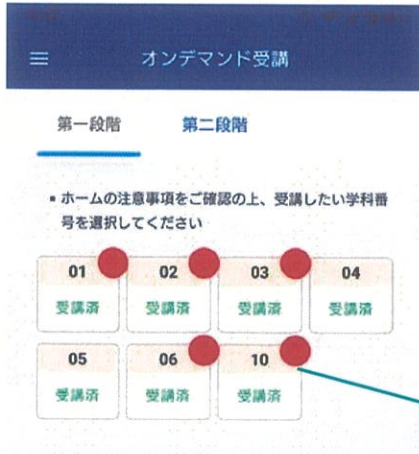 オンデマンド受講
第一段階 第二段階
▪ホームの注意事項をご確認の上、受講したい学科番
号を選択してください
01 02 03 04
受講済 受講済 受講済 受講済
05 06 10
受講済 受講済 受講済